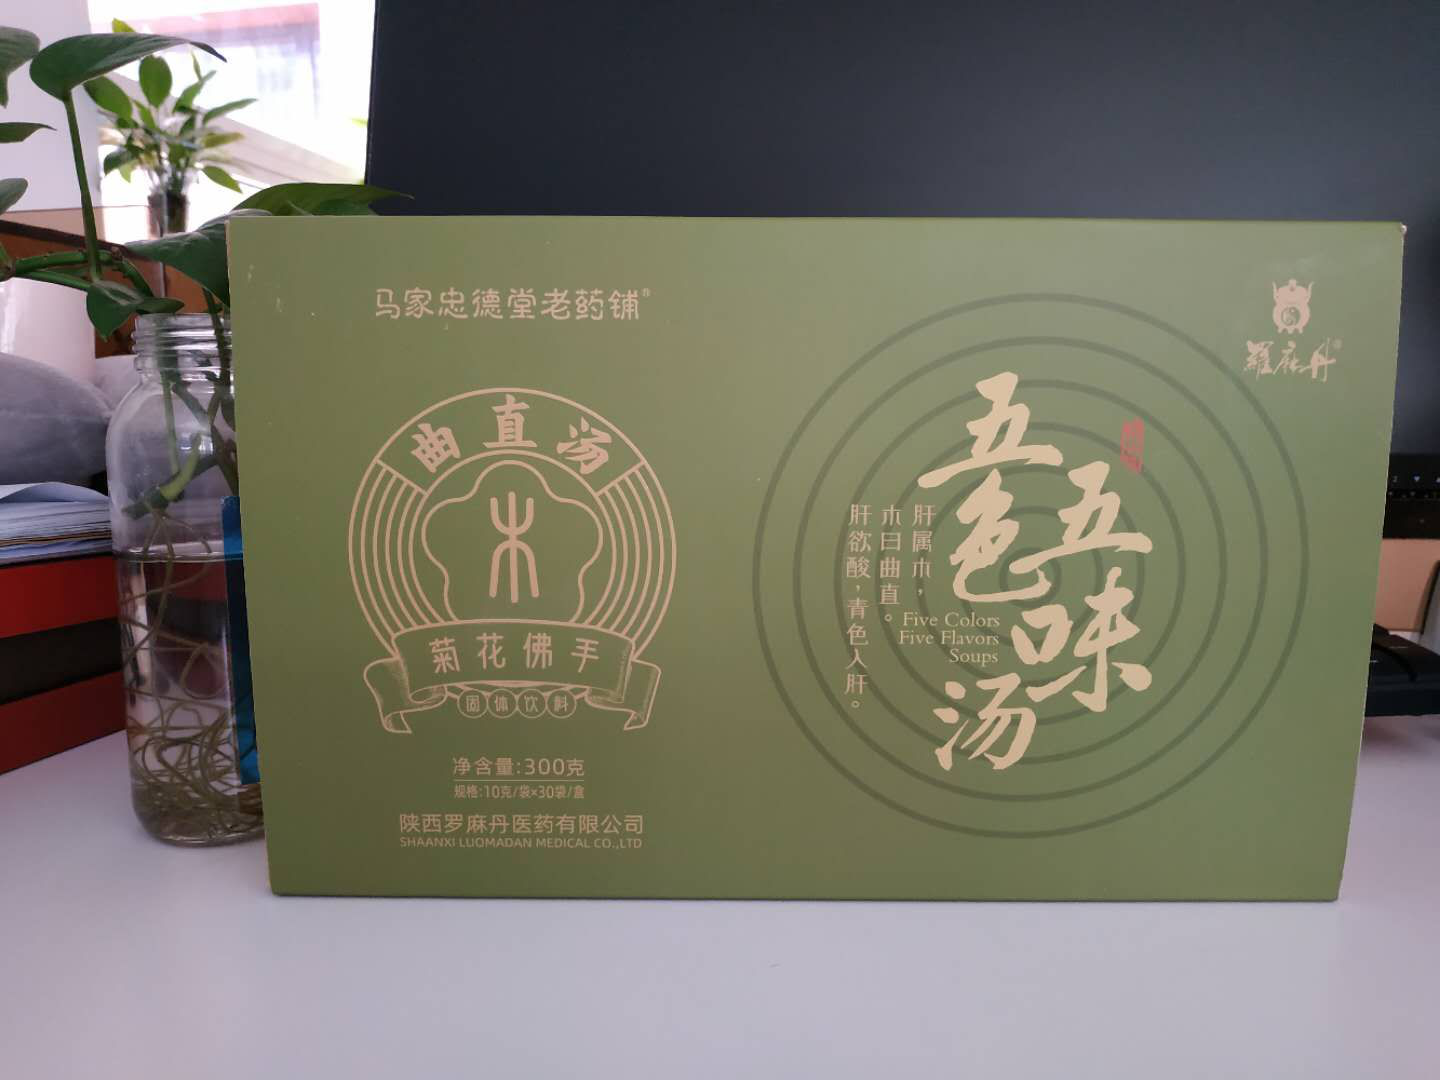 马家忠德堂老药铺®
曲直汤
木
菊花佛手
固体饮料
净含量:300克
规格:10克/袋×30袋/盒
陕西罗麻丹医药有限公司
SHAANXI LUOMADAN MEDICAL CO.,LTD
羅麻丹®
五色五味汤
肝属木，
木曰曲直。
肝欲酸，青色入肝。
Five Colors
Five Flavors
Soups